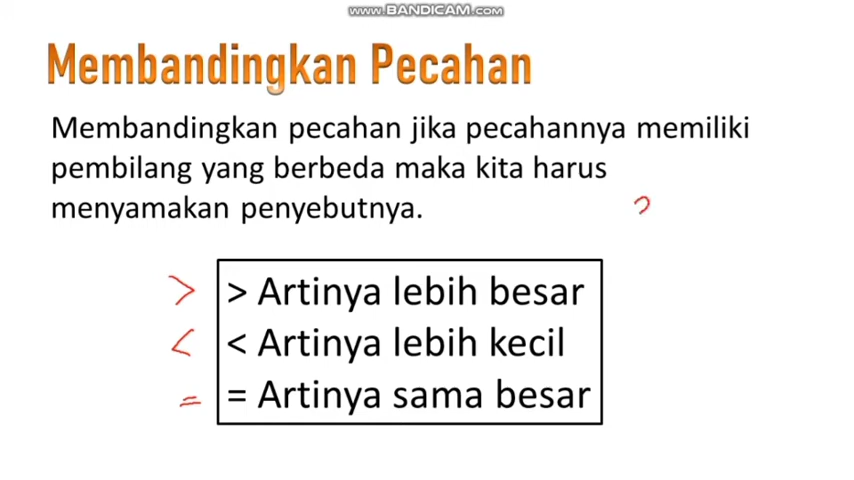 www.BANDICAM.com
Membandingkan Pecahan
Membandingkan pecahan jika pecahannya memiliki
pembilang yang berbeda maka kita harus
menyamakan penyebutnya.
> > Artinya lebih besar
< < Artinya lebih kecil
= = Artinya sama besar